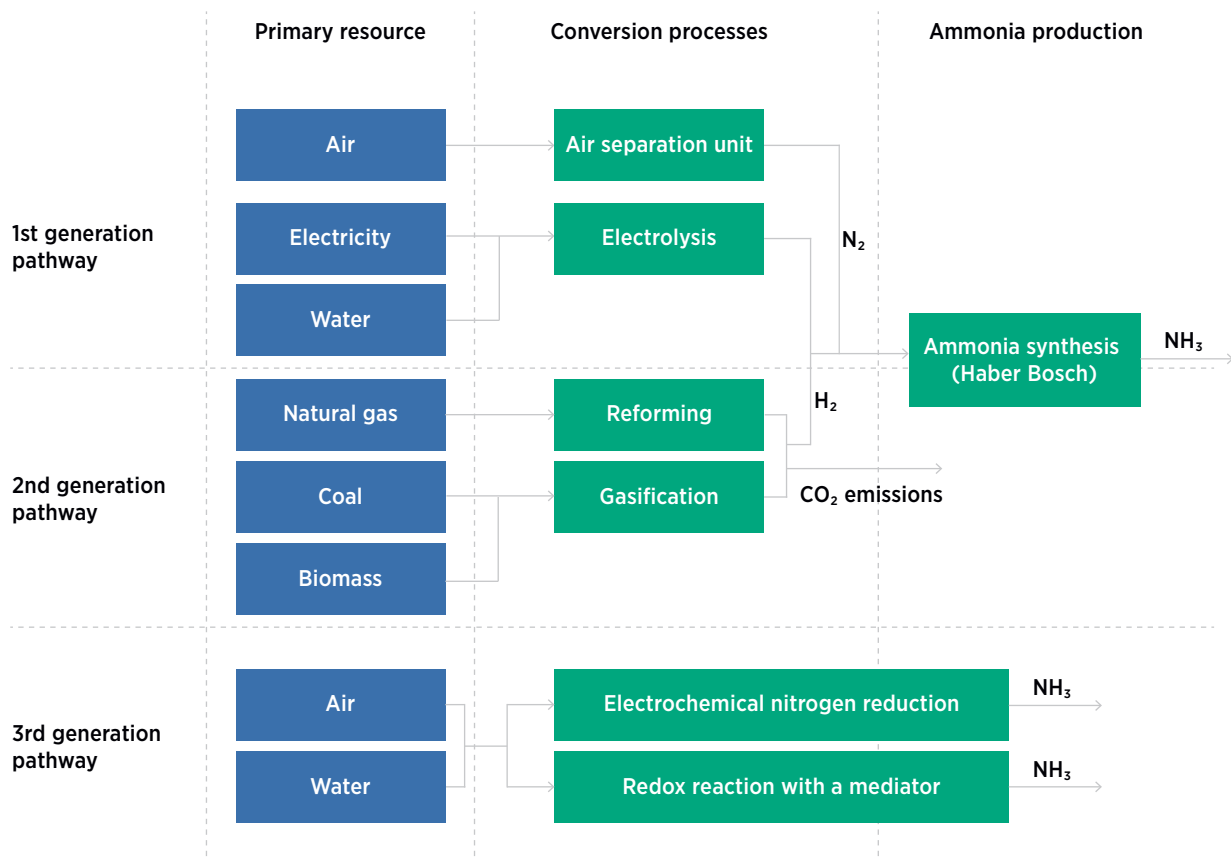 Primary resource
Conversion processes
Ammonia production
1st generation
pathway
Air
Air separation unit
Electricity
Electrolysis
N₂
Water
Ammonia synthesis
(Haber Bosch)
NH₃
2nd generation
pathway
Natural gas
Reforming
H₂
Coal
Gasification
CO₂ emissions
Biomass
3rd generation
pathway
Air
Electrochemical nitrogen reduction
NH₃
Water
Redox reaction with a mediator
NH₃